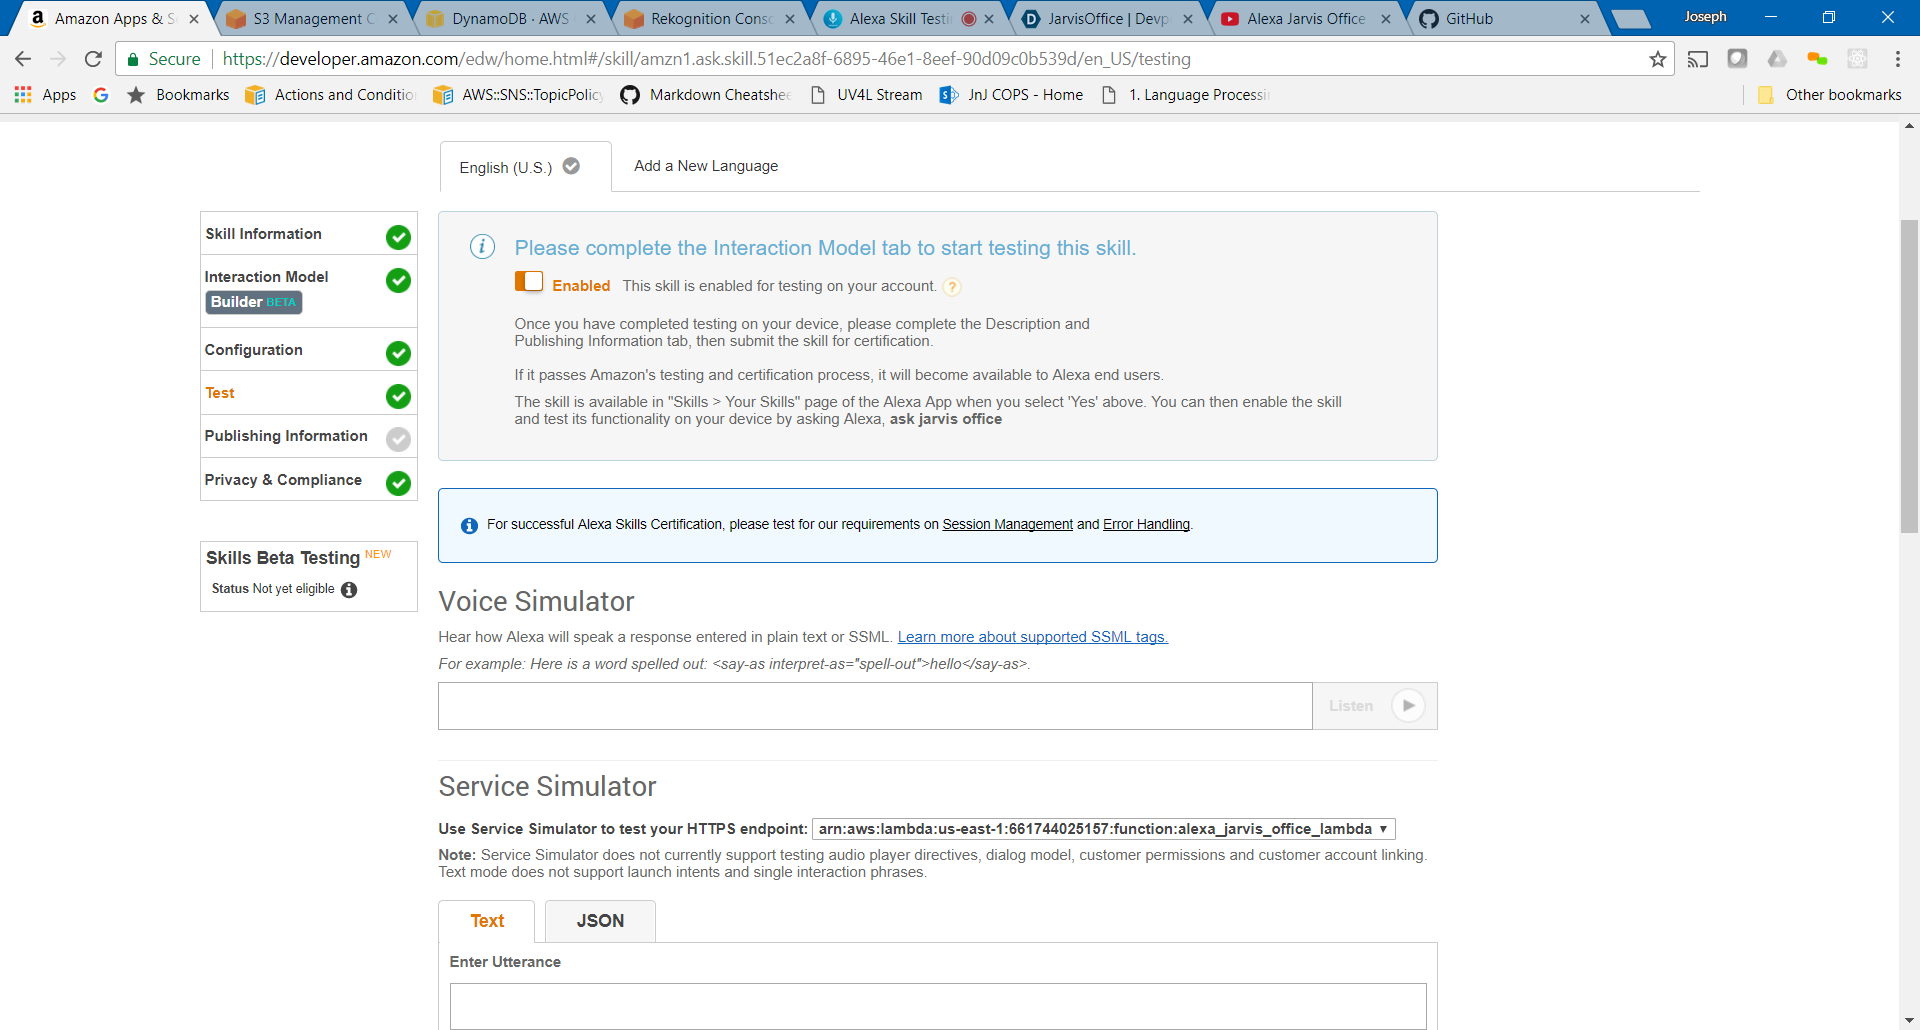 Amazon Apps & S
S3 Management C
DynamoDB · AWS
Rekognition Conso
Alexa Skill Testi
JarvisOffice | Devp
Alexa Jarvis Office
GitHub
Joseph
Secure
https://developer.amazon.com/edw/home.html#/skill/amzn1.ask.skill.51ec2a8f-6895-46e1-8eef-90d09c0b539d/en_US/testing
Apps
Bookmarks
Actions and Conditio
AWS::SNS::TopicPolicy
Markdown Cheatshee
UV4L Stream
JnJ COPS - Home
1. Language Processi
Other bookmarks
English (U.S.)
Add a New Language
Skill Information
Interaction Model
Builder BETA
Configuration
Test
Publishing Information
Privacy & Compliance
Skills Beta Testing NEW
Status Not yet eligible
Please complete the Interaction Model tab to start testing this skill.
Enabled This skill is enabled for testing on your account. ?
Once you have completed testing on your device, please complete the Description and
Publishing Information tab, then submit the skill for certification.
If it passes Amazon's testing and certification process, it will become available to Alexa end users.
The skill is available in "Skills > Your Skills" page of the Alexa App when you select 'Yes' above. You can then enable the skill
and test its functionality on your device by asking Alexa, ask jarvis office
For successful Alexa Skills Certification, please test for our requirements on Session Management and Error Handling.
Voice Simulator
Hear how Alexa will speak a response entered in plain text or SSML. Learn more about supported SSML tags.
For example: Here is a word spelled out: <say-as interpret-as="spell-out">hello</say-as>.
Listen
Service Simulator
Use Service Simulator to test your HTTPS endpoint: arn:aws:lambda:us-east-1:661744025157:function:alexa_jarvis_office_lambda
Note: Service Simulator does not currently support testing audio player directives, dialog model, customer permissions and customer account linking.
Text mode does not support launch intents and single interaction phrases.
Text
JSON
Enter Utterance